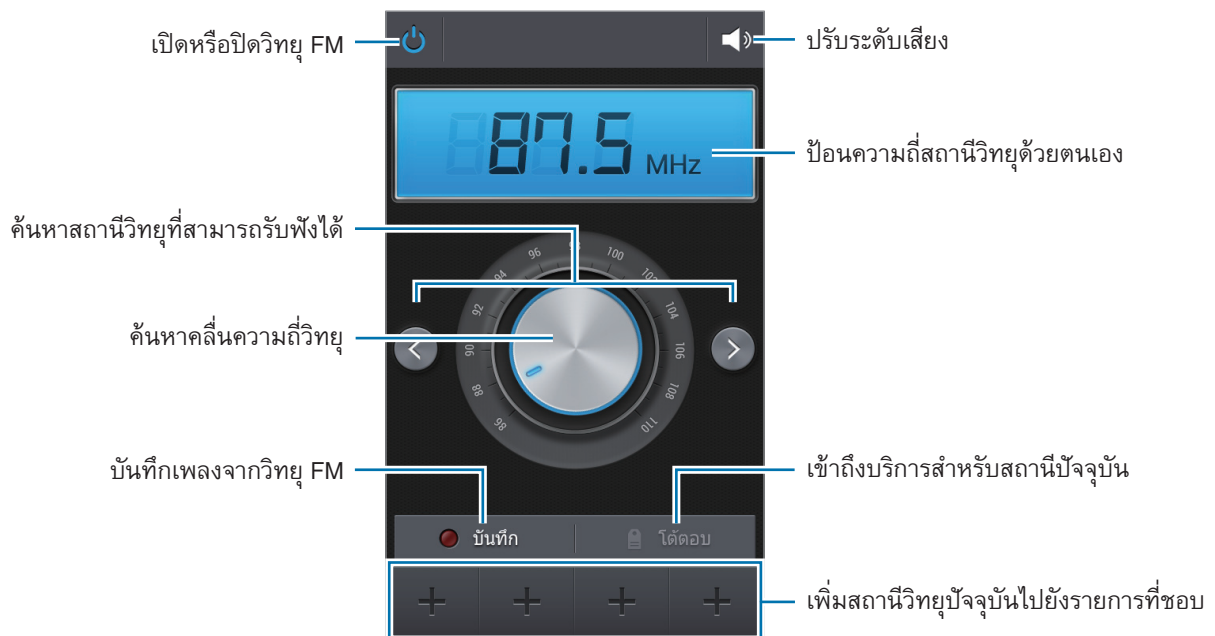 เปิดหรือปิดวิทยุ FM
ปรับระดับเสียง
87.5 MHz
ป้อนความถี่สถานีวิทยุด้วยตนเอง
ค้นหาสถานีวิทยุที่สามารถรับฟังได้
86 88 90 92 94 96 98 100 102 104 106 108 110
ค้นหาคลื่นความถี่วิทยุ
บันทึกเพลงจากวิทยุ FM
เข้าถึงบริการสำหรับสถานีปัจจุบัน
บันทึก
โต้ตอบ
เพิ่มสถานีวิทยุปัจจุบันไปยังรายการที่ชอบ